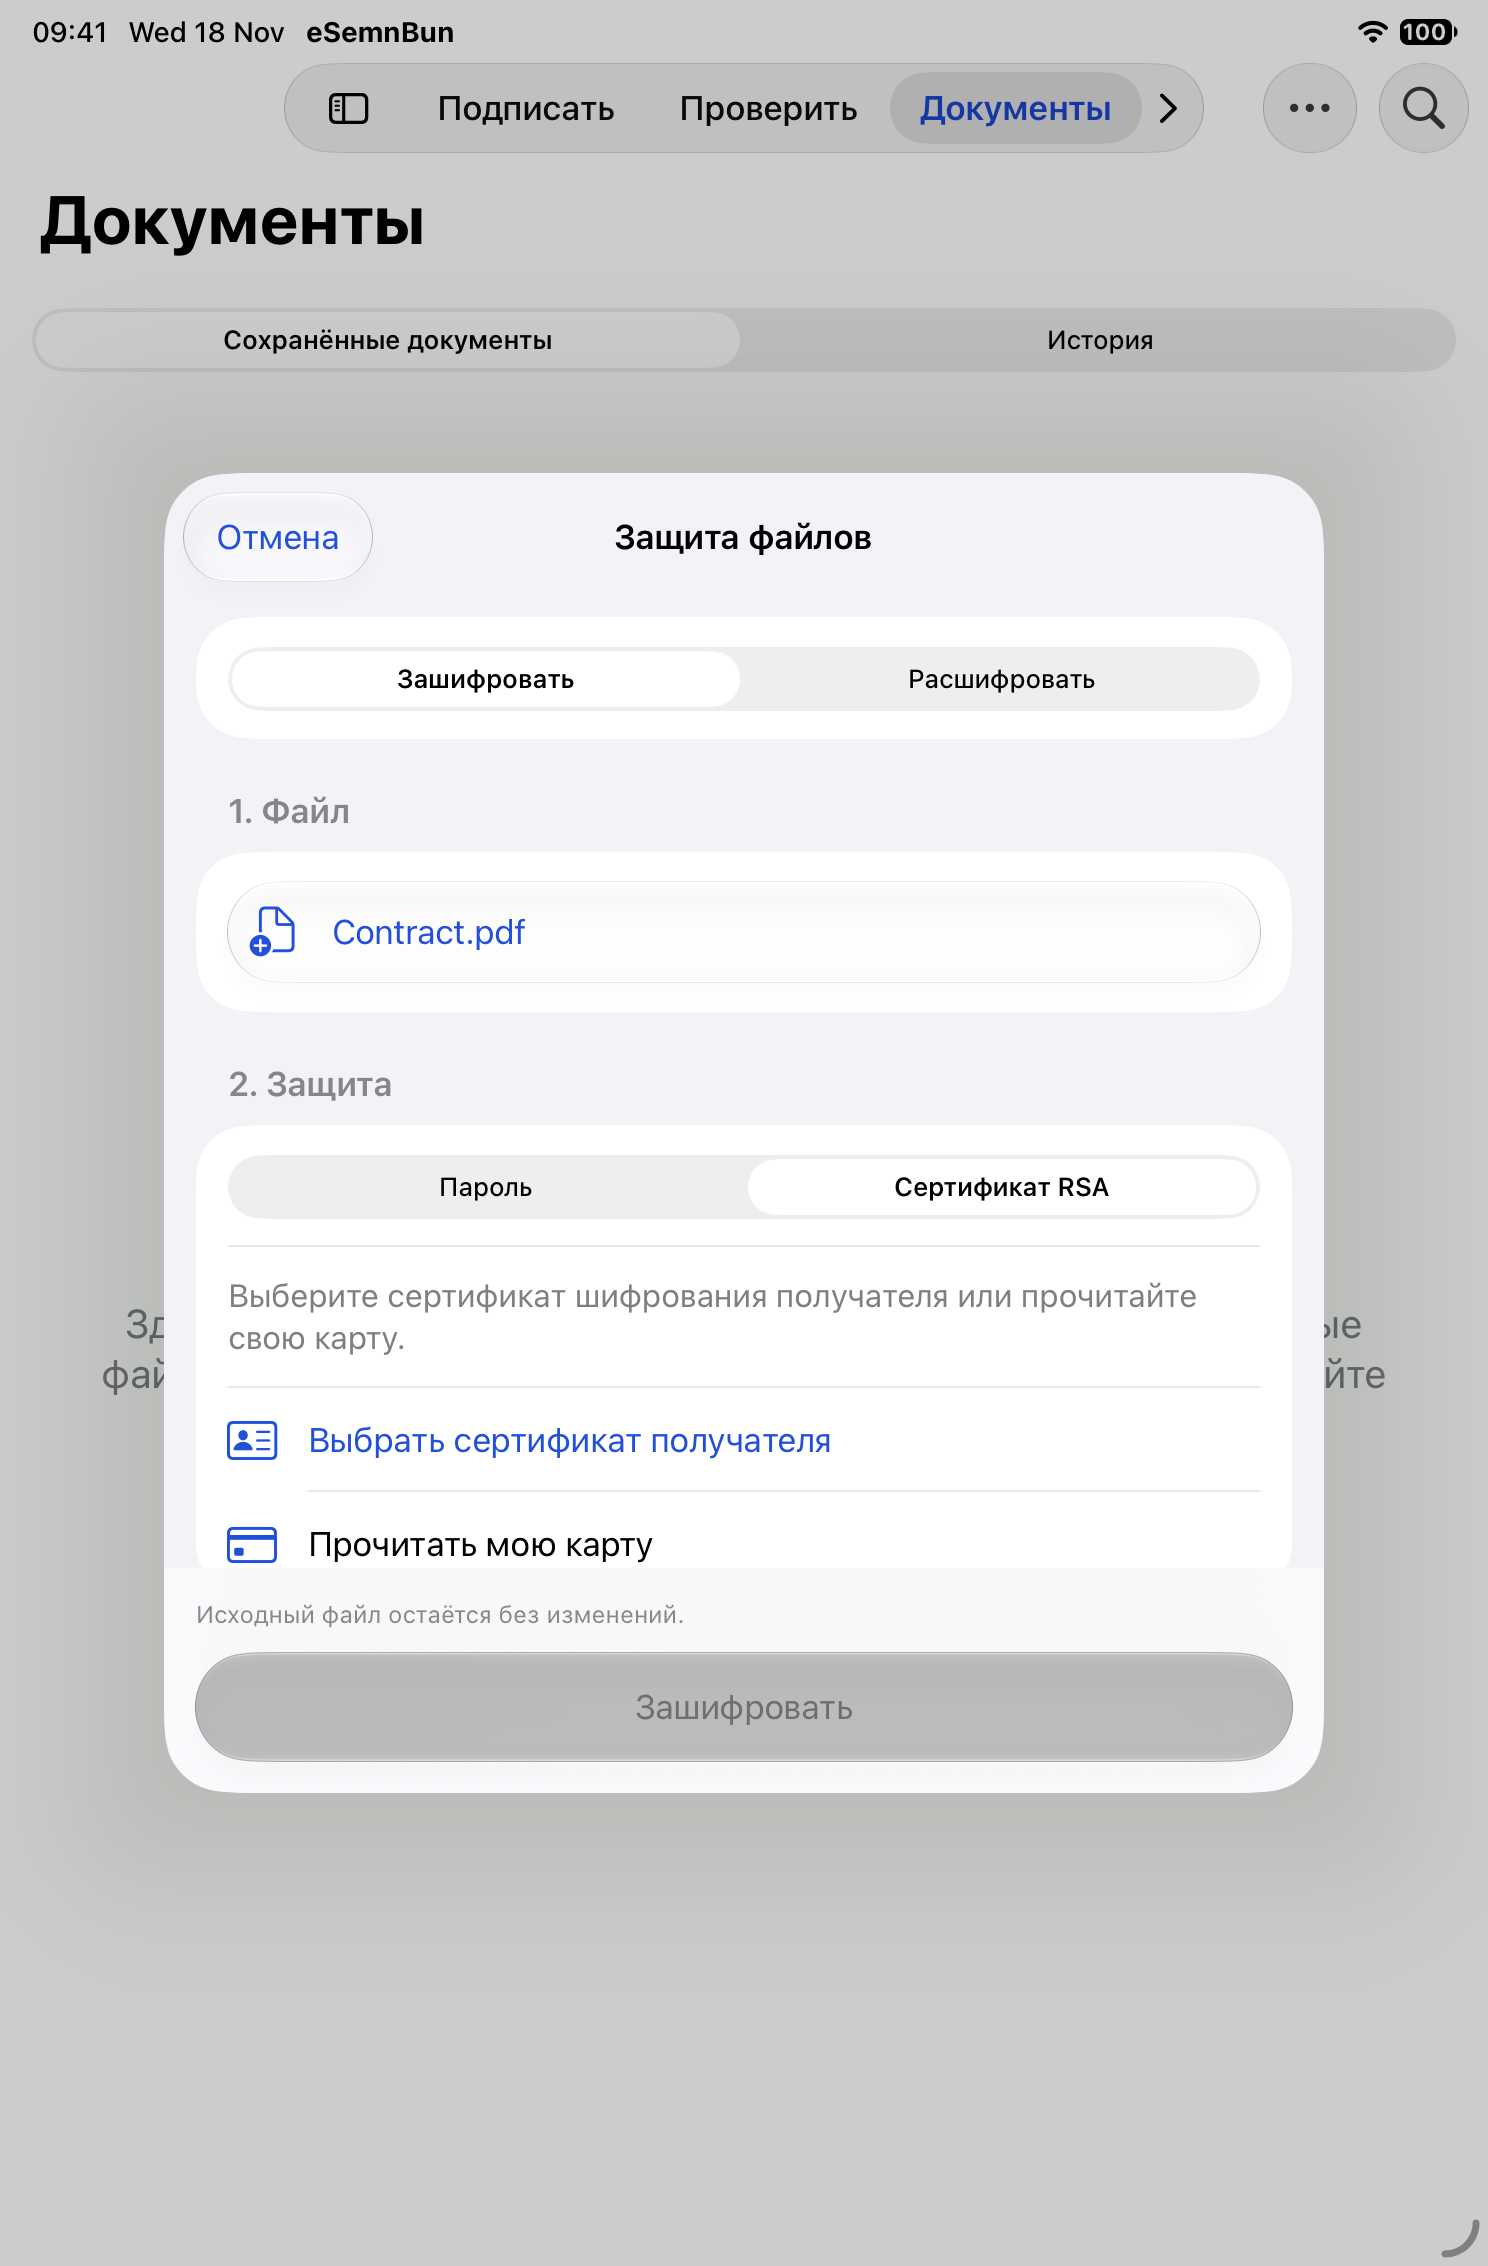 09:41 Wed 18 Nov eSemnBun 100
Подписать Проверить Документы
Документы
Сохранённые документы История
Отмена Защита файлов
Зашифровать Расшифровать
1. Файл
Contract.pdf
2. Защита
Пароль Сертификат RSA
Выберите сертификат шифрования получателя или прочитайте
свою карту.
Выбрать сертификат получателя
Прочитать мою карту
Исходный файл остаётся без изменений.
Зашифровать